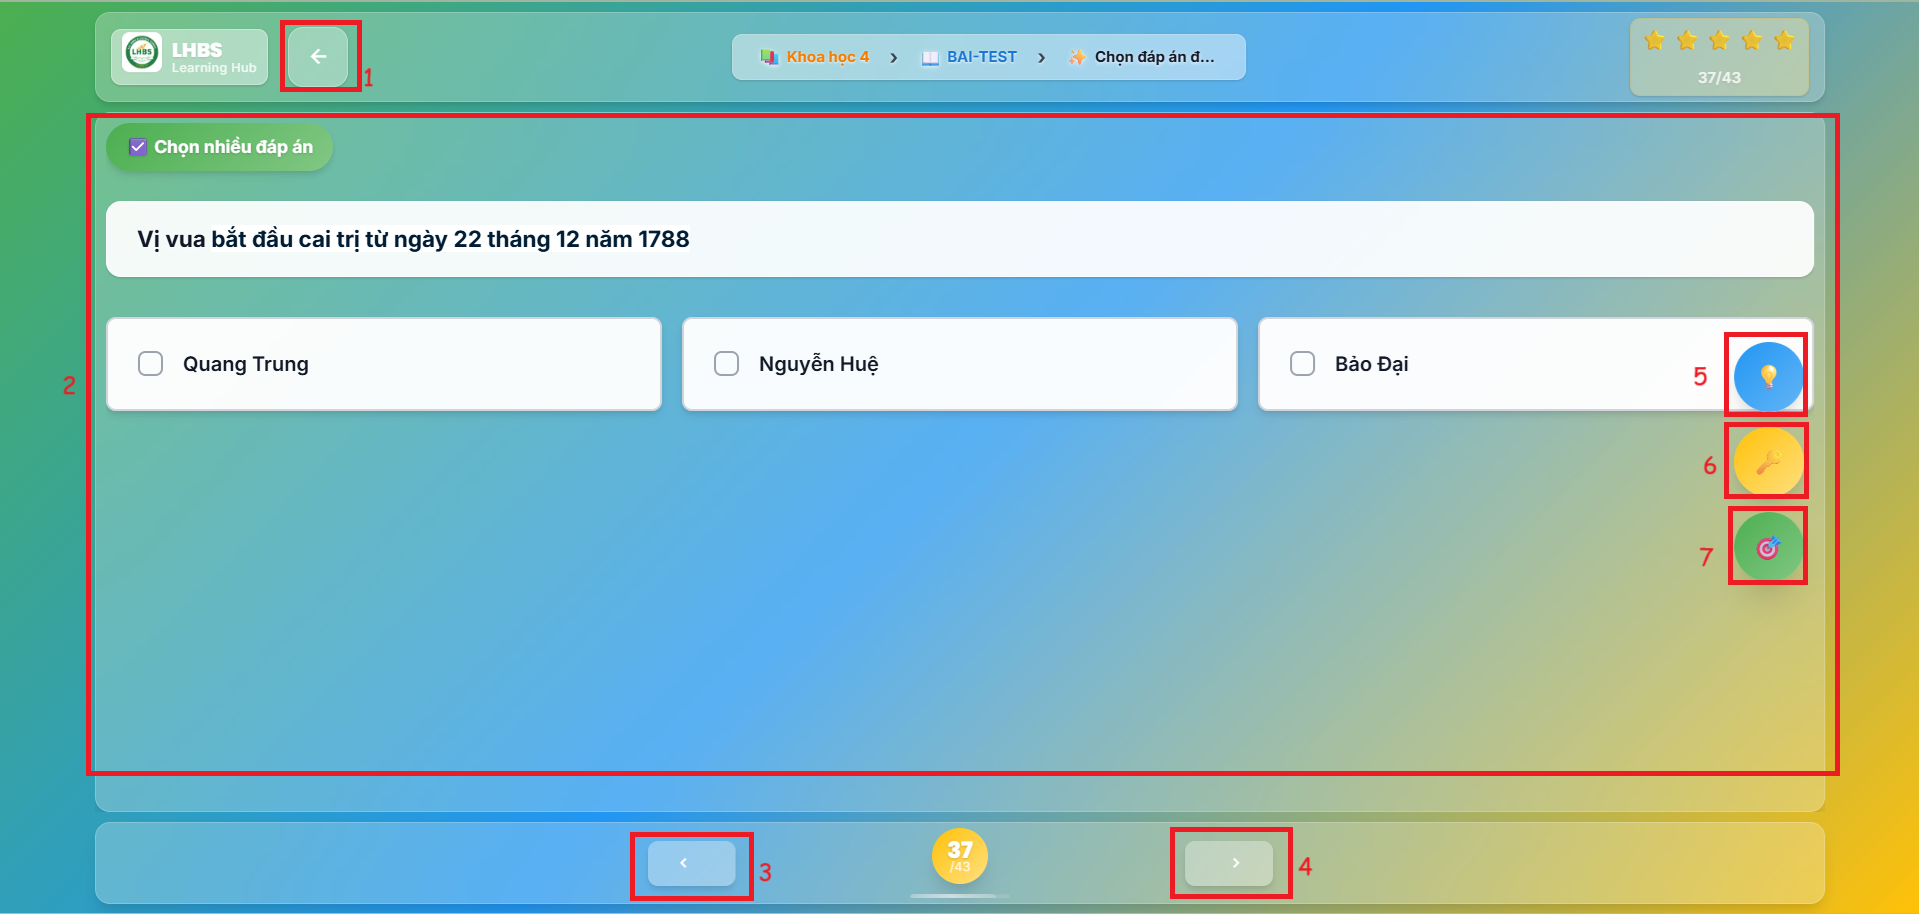 LHBS
LHBS
Learning Hub
1
Khoa học 4 › BAI-TEST › Chọn đáp án đ...
37/43
Chọn nhiều đáp án
Vị vua bắt đầu cai trị từ ngày 22 tháng 12 năm 1788
2
Quang Trung
Nguyễn Huệ
Bảo Đại
5
6
7
3
37
/43
4